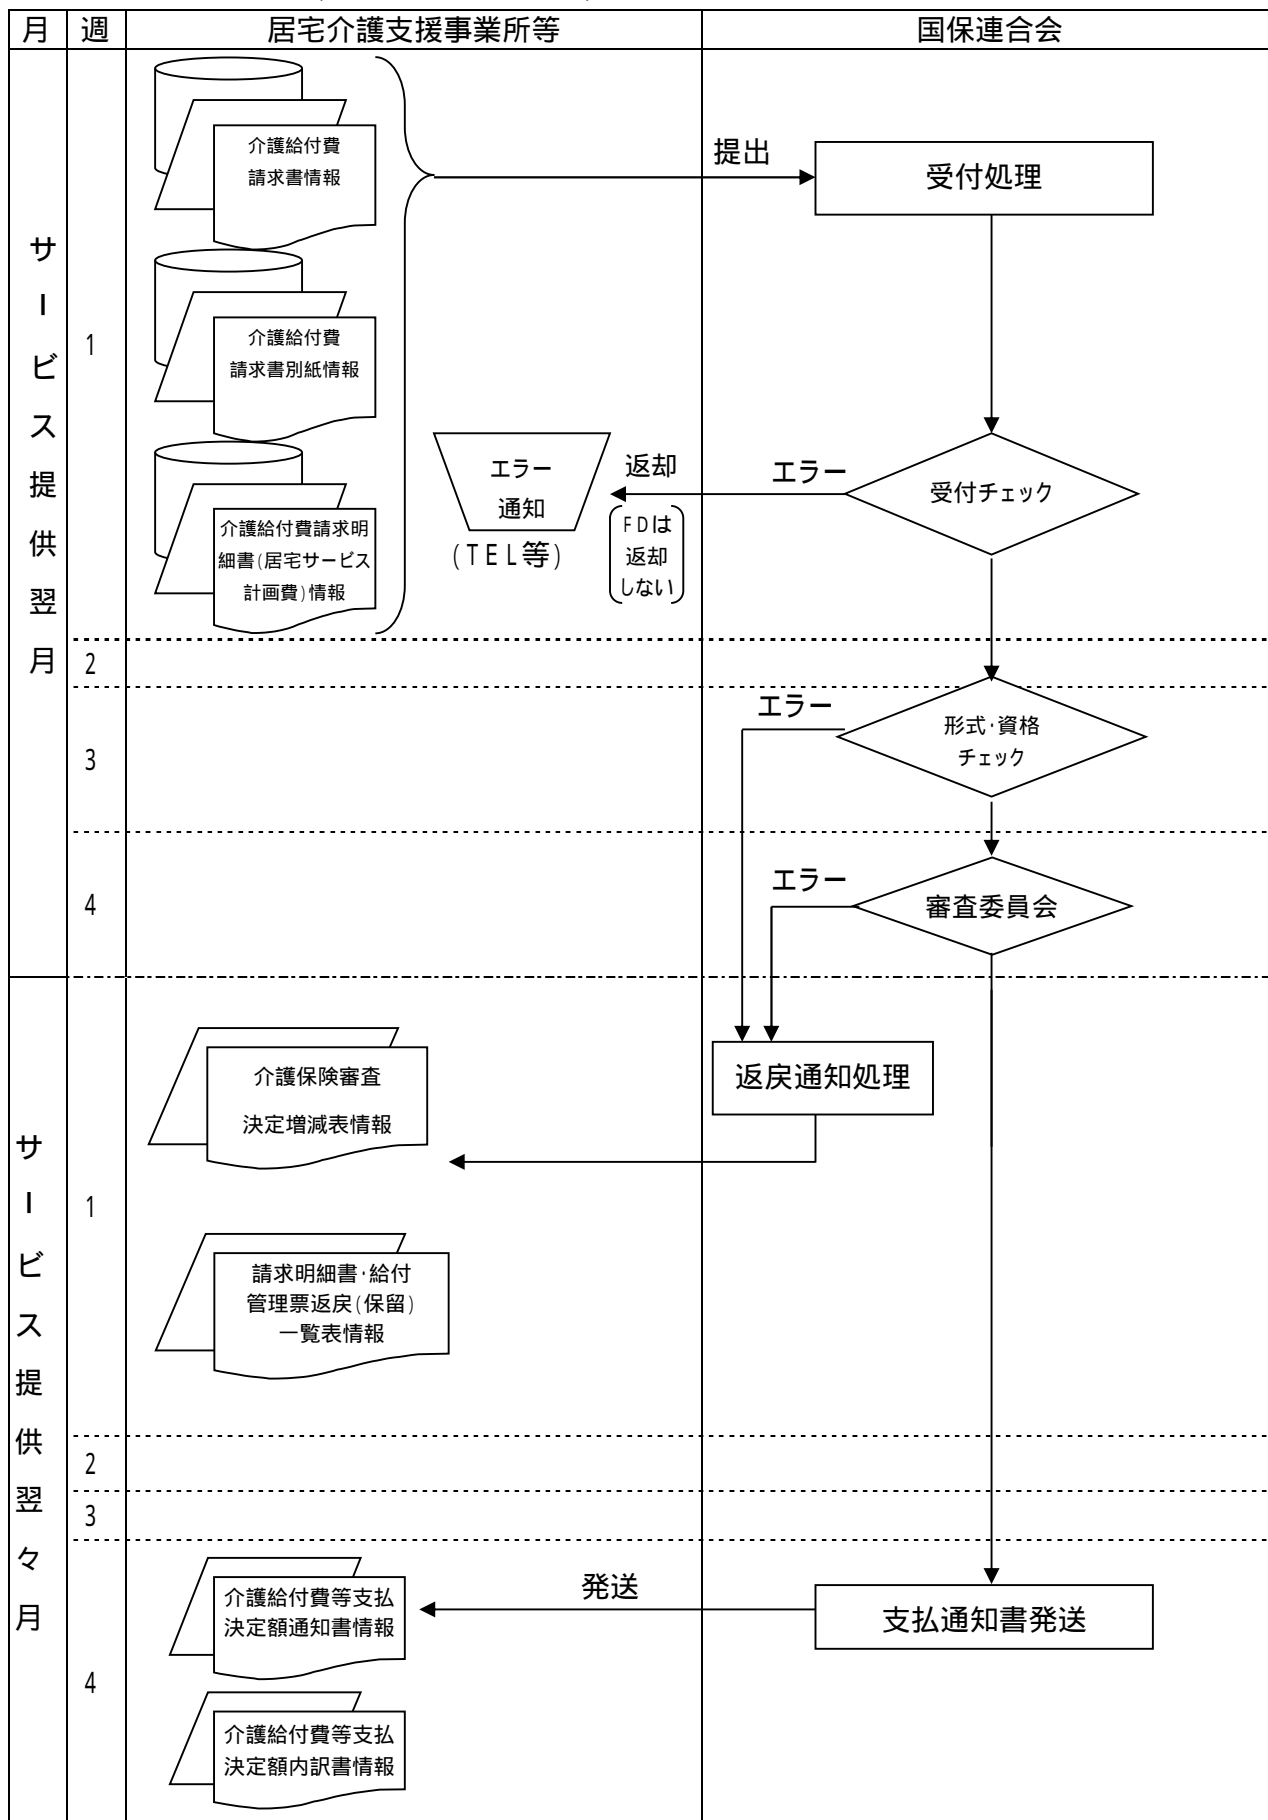 月 週 居宅介護支援事業所等 国保連合会
サービス提供翌月
1
介護給付費
請求書情報
提出
受付処理
介護給付費
請求書別紙情報
介護給付費請求明
細書(居宅サービス
計画費)情報
エラー
通知
(TEL等)
返却
FDは
返却
しない
エラー
受付チェック
2
3
エラー
形式・資格
チェック
4
エラー
審査委員会
サービス提供翌々月
1
介護保険審査
決定増減表情報
返戻通知処理
請求明細書・給付
管理票返戻(保留)
一覧表情報
2
3
4
介護給付費等支払
決定額通知書情報
発送
支払通知書発送
介護給付費等支払
決定額内訳書情報